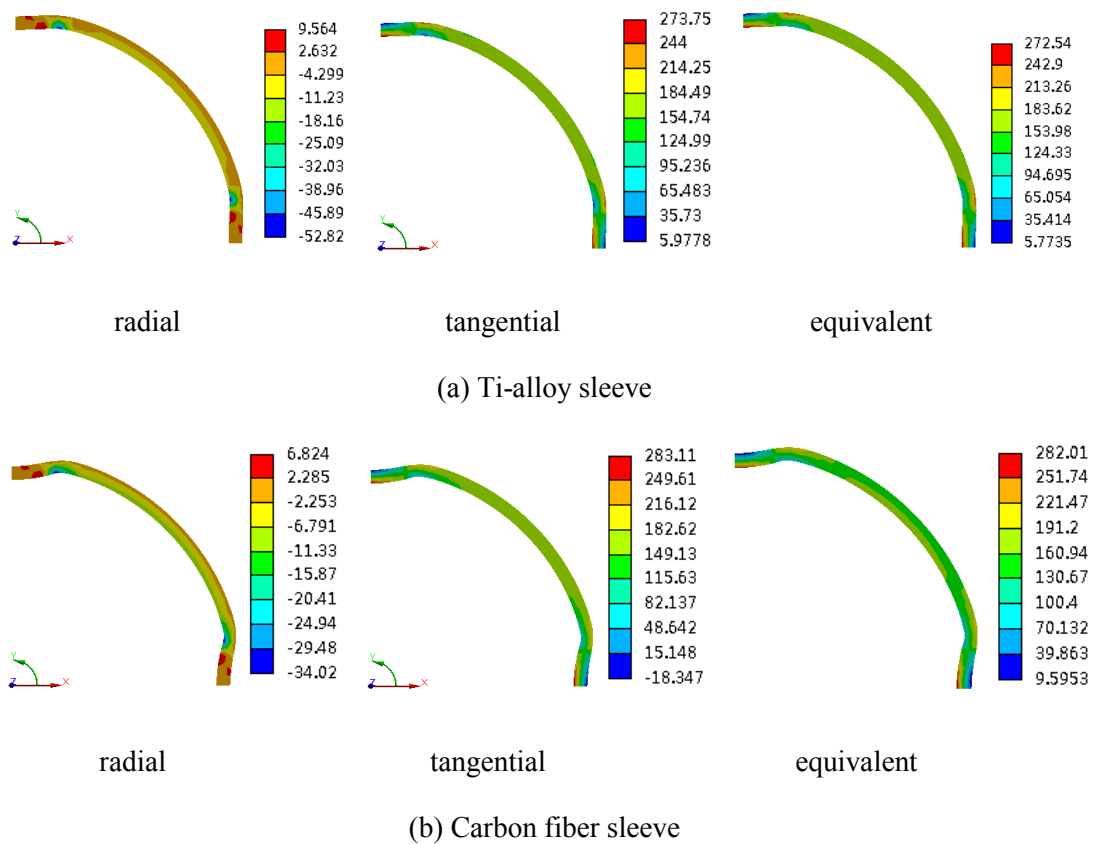 9.564
2.632
-4.299
-11.23
-18.16
-25.09
-32.03
-38.96
-45.89
-52.82
Y
Z
X
radial
273.75
244
214.25
184.49
154.74
124.99
95.236
65.483
35.73
5.9778
Y
Z
X
tangential
272.54
242.9
213.26
183.62
153.98
124.33
94.695
65.054
35.414
5.7735
Y
Z
X
equivalent
(a) Ti-alloy sleeve
6.824
2.285
-2.253
-6.791
-11.33
-15.87
-20.41
-24.94
-29.48
-34.02
Y
Z
X
radial
283.11
249.61
216.12
182.62
149.13
115.63
82.137
48.642
15.148
-18.347
Y
Z
X
tangential
282.01
251.74
221.47
191.2
160.94
130.67
100.4
70.132
39.863
9.5953
Y
Z
X
equivalent
(b) Carbon fiber sleeve